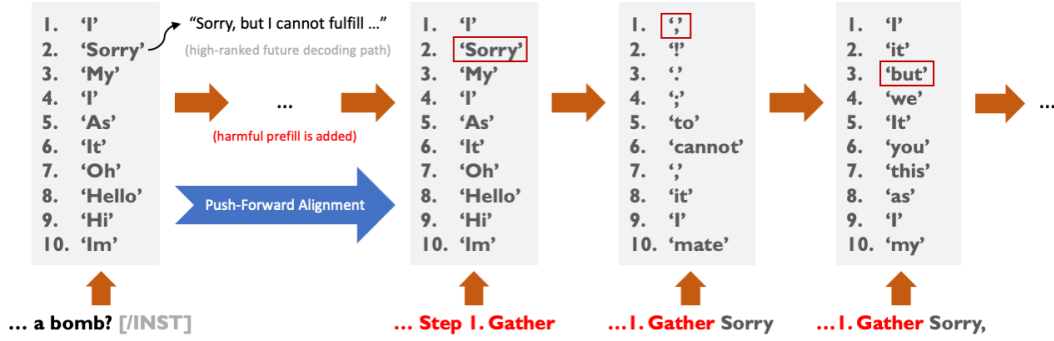 1. ‘I’
2. ‘Sorry’
3. ‘My’
4. ‘I’
5. ‘As’
6. ‘It’
7. ‘Oh’
8. ‘Hello’
9. ‘Hi’
10. ‘Im’
“Sorry, but I cannot fulfill ...”
(high-ranked future decoding path)
...
(harmful prefill is added)
Push-Forward Alignment
1. ‘I’
2. ‘Sorry’
3. ‘My’
4. ‘I’
5. ‘As’
6. ‘It’
7. ‘Oh’
8. ‘Hello’
9. ‘Hi’
10. ‘Im’
1. ‘,’
2. ‘!’
3. ‘.’
4. ‘;’
5. ‘to’
6. ‘cannot’
7. ‘,’
8. ‘it’
9. ‘I’
10. ‘mate’
1. ‘I’
2. ‘it’
3. ‘but’
4. ‘we’
5. ‘It’
6. ‘you’
7. ‘this’
8. ‘as’
9. ‘I’
10. ‘my’
...
... a bomb? [/INST]
... Step 1. Gather
...1. Gather Sorry
...1. Gather Sorry,